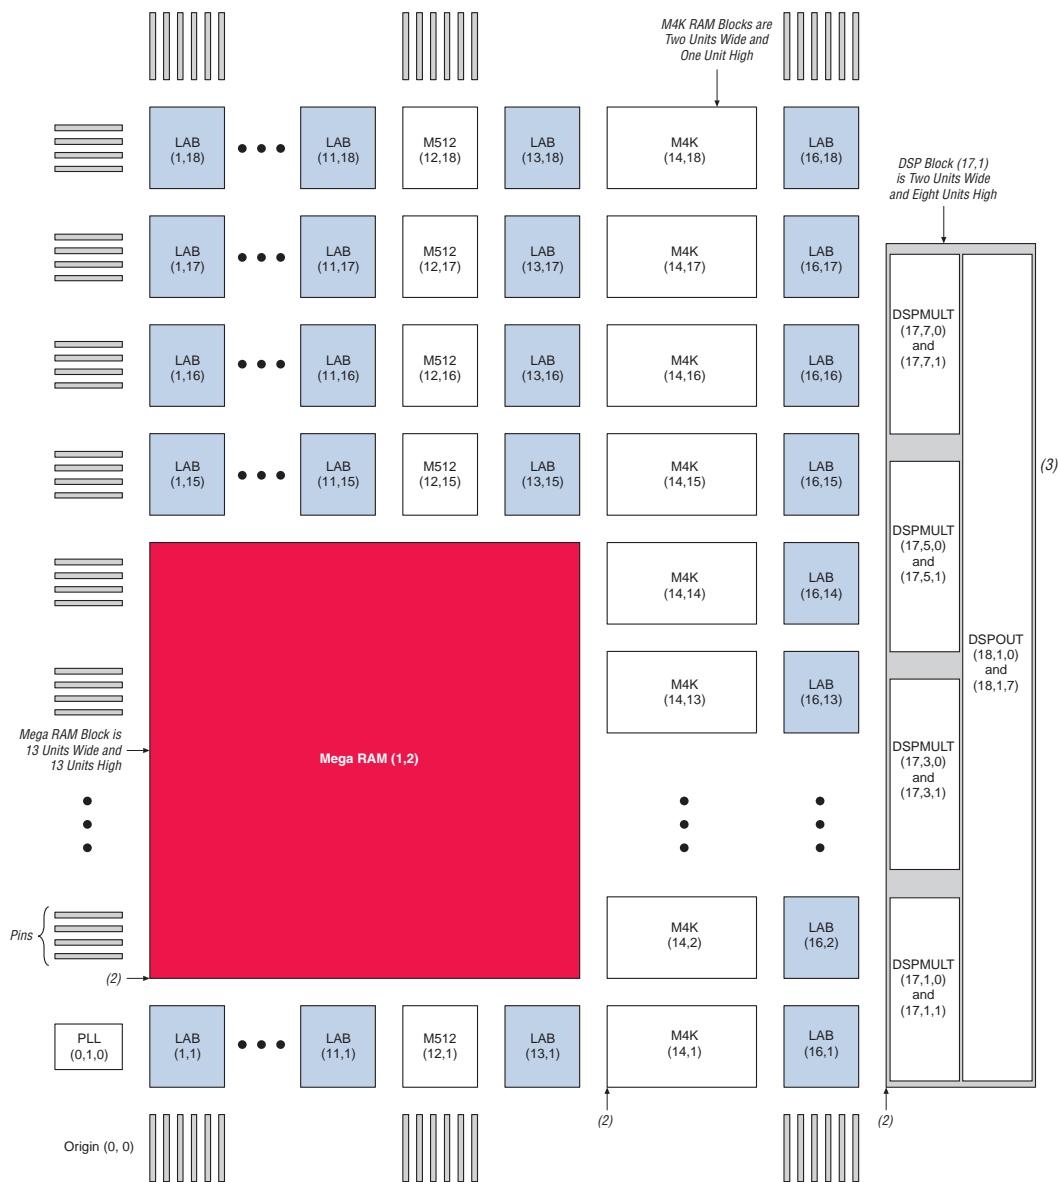 M4K RAM Blocks are
Two Units Wide and
One Unit High
LAB
(1,18)
LAB
(11,18)
M512
(12,18)
LAB
(13,18)
M4K
(14,18)
LAB
(16,18)
DSP Block (17,1)
is Two Units Wide
and Eight Units High
LAB
(1,17)
LAB
(11,17)
M512
(12,17)
LAB
(13,17)
M4K
(14,17)
LAB
(16,17)
DSPMULT
(17,7,0)
and
(17,7,1)
LAB
(1,16)
LAB
(11,16)
M512
(12,16)
LAB
(13,16)
M4K
(14,16)
LAB
(16,16)
LAB
(1,15)
LAB
(11,15)
M512
(12,15)
LAB
(13,15)
M4K
(14,15)
LAB
(16,15)
(3)
DSPMULT
(17,5,0)
and
(17,5,1)
M4K
(14,14)
LAB
(16,14)
DSPOUT
(18,1,0)
and
(18,1,7)
M4K
(14,13)
LAB
(16,13)
Mega RAM Block is
13 Units Wide and
13 Units High
Mega RAM (1,2)
DSPMULT
(17,3,0)
and
(17,3,1)
Pins
M4K
(14,2)
LAB
(16,2)
(2)
DSPMULT
(17,1,0)
and
(17,1,1)
PLL
(0,1,0)
LAB
(1,1)
LAB
(11,1)
M512
(12,1)
LAB
(13,1)
M4K
(14,1)
LAB
(16,1)
(2)
(2)
Origin (0, 0)